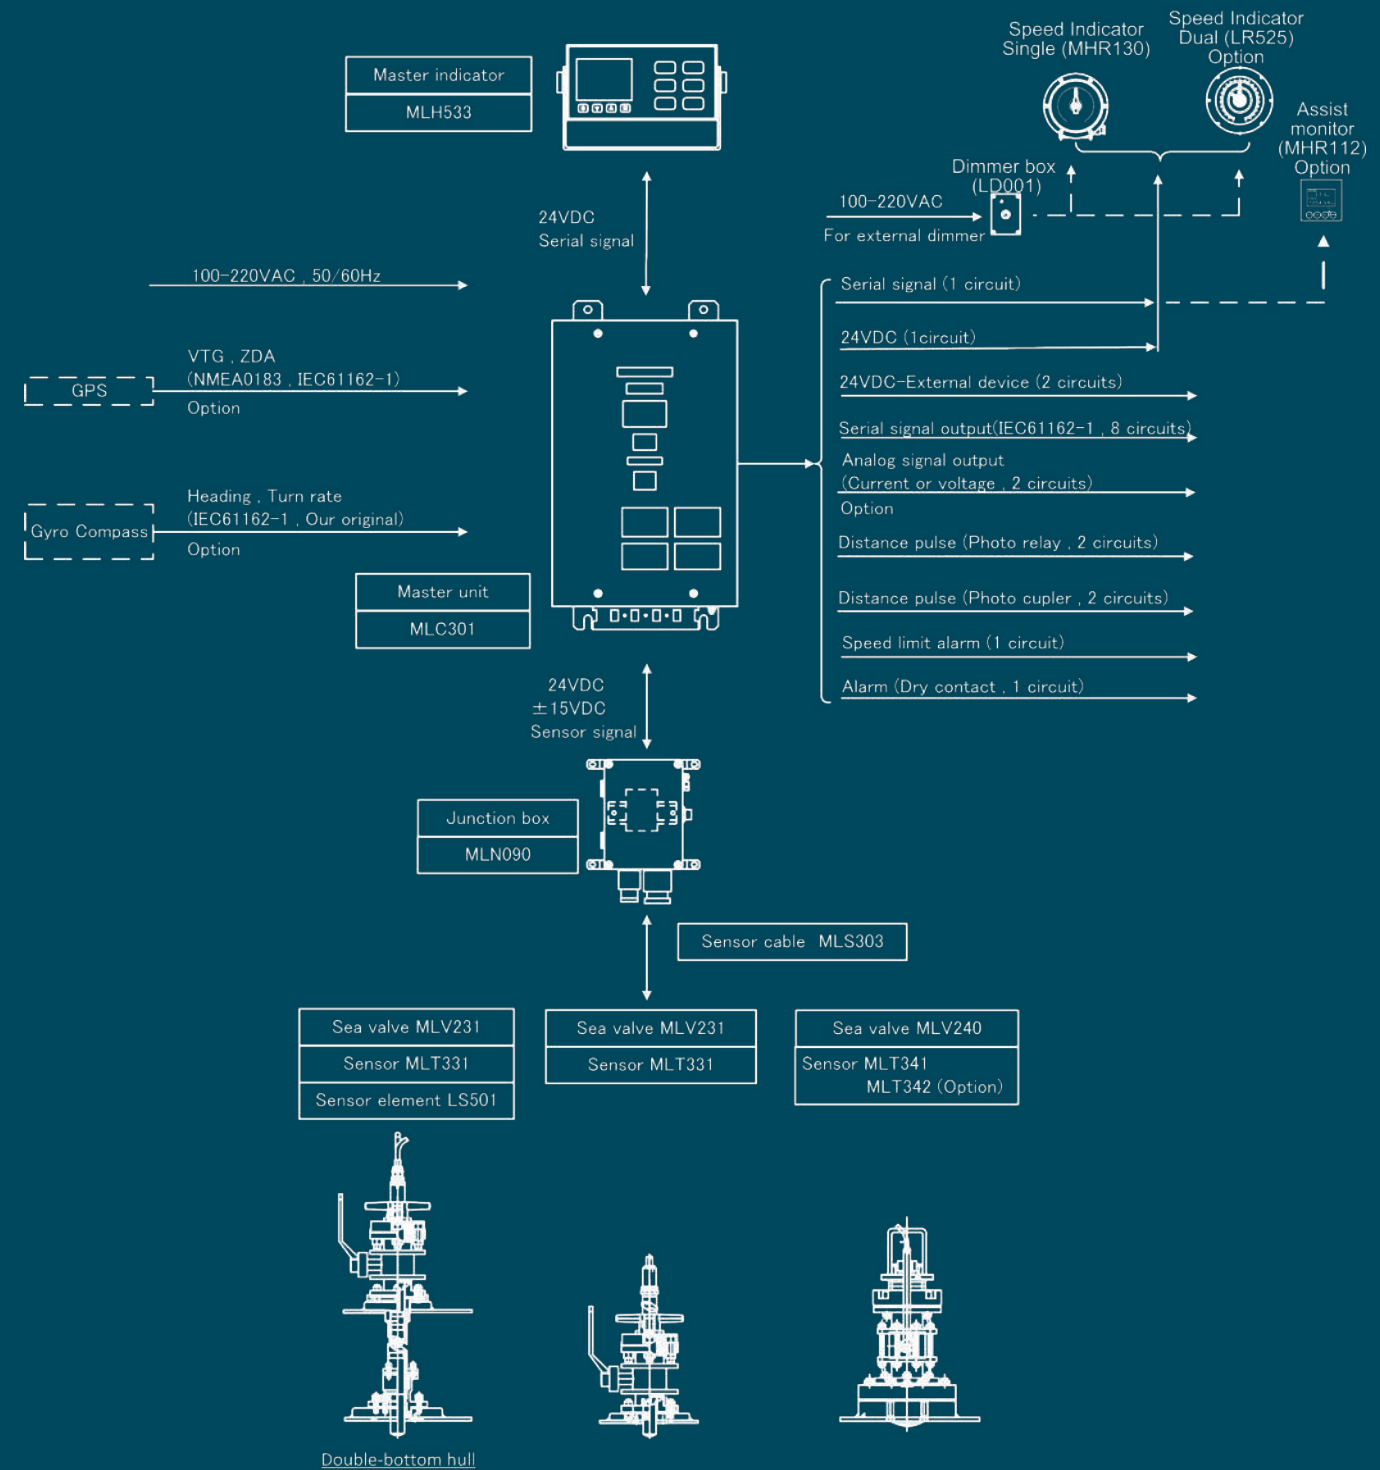 Master indicator
MLH533
Speed Indicator
Single (MHR130)
Speed Indicator
Dual (LR525)
Option
Assist
monitor
(MHR112)
Option
Dimmer box
(LD001)
100-220VAC
For external dimmer
24VDC
Serial signal
100-220VAC , 50/60Hz
GPS
VTG , ZDA
(NMEA0183 , IEC61162-1)
Option
Gyro Compass
Heading , Turn rate
(IEC61162-1 , Our original)
Option
Master unit
MLC301
Serial signal (1 circuit)
24VDC (1circuit)
24VDC-External device (2 circuits)
Serial signal output(IEC61162-1 , 8 circuits)
Analog signal output
(Current or voltage , 2 circuits)
Option
Distance pulse (Photo relay , 2 circuits)
Distance pulse (Photo cupler , 2 circuits)
Speed limit alarm (1 circuit)
Alarm (Dry contact , 1 circuit)
24VDC
±15VDC
Sensor signal
Junction box
MLN090
Sensor cable MLS303
Sea valve MLV231
Sensor MLT331
Sensor element LS501
Sea valve MLV231
Sensor MLT331
Sea valve MLV240
Sensor MLT341
MLT342 (Option)
Double-bottom hull